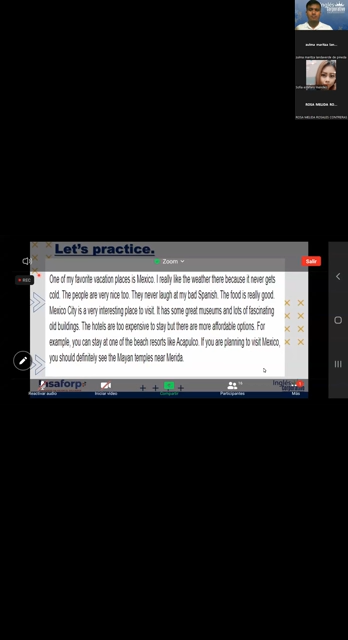 Inglés
Let's practice.
Zoom
Salir
One of my favorite vacation places is Mexico. I really like the weather there because it never gets
cold. The people are very nice too. They never laugh at my bad Spanish. The food is really good.
Mexico City is a very interesting place to visit. It has some great museums and lots of fascinating
old buildings. The hotels are too expensive to stay but there are more affordable options. For
example, you can stay at one of the beach resorts like Acapulco. If you are planning to visit Mexico,
you should definitely see the Mayan temples near Merida.
Insaforp
Reactivar audio
Iniciar video
Compartir
Participantes
Más